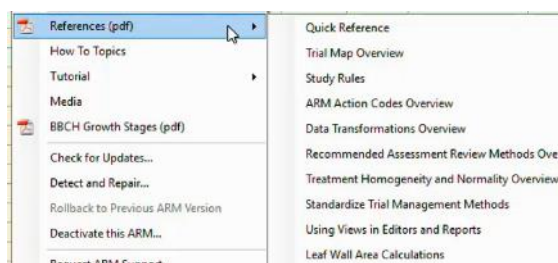 References (pdf)
How To Topics
Tutorial
Media
BBCH Growth Stages (pdf)
Check for Updates...
Detect and Repair...
Rollback to Previous ARM Version
Deactivate this ARM...
Request ARM Support
Quick Reference
Trial Map Overview
Study Rules
ARM Action Codes Overview
Data Transformations Overview
Recommended Assessment Review Methods Ove
Treatment Homogeneity and Normality Overview
Standardize Trial Management Methods
Using Views in Editors and Reports
Leaf Wall Area Calculations